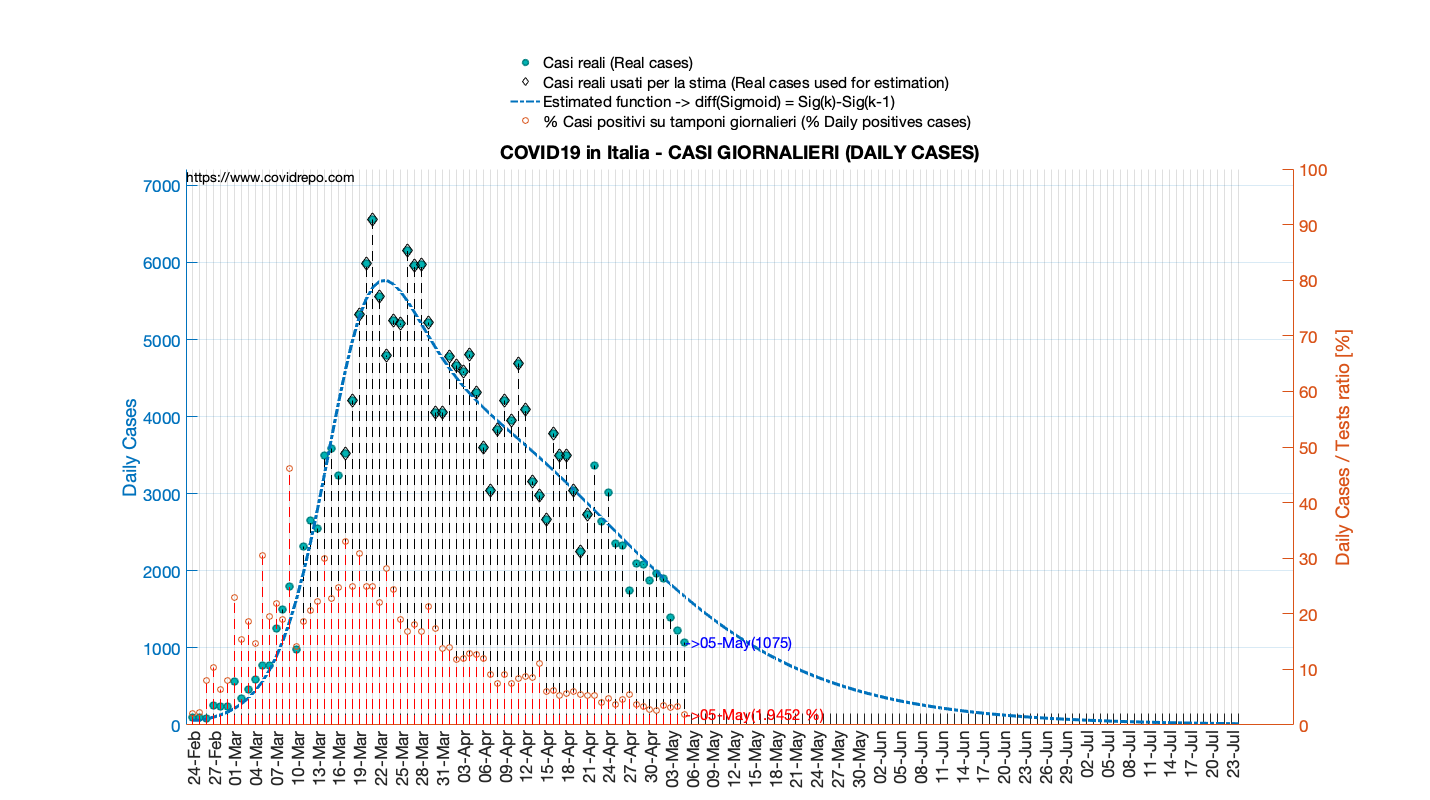 Casi reali (Real cases)
Casi reali usati per la stima (Real cases used for estimation)
Estimated function -> diff(Sigmoid) = Sig(k)-Sig(k-1)
% Casi positivi su tamponi giornalieri (% Daily positives cases)
COVID19 in Italia - CASI GIORNALIERI (DAILY CASES)
https://www.covidrepo.com
7000
6000
5000
4000
3000
2000
1000
0
Daily Cases
100
90
80
70
60
50
40
30
20
10
0
Daily Cases / Tests ratio [%]
->05-May(1075)
->05-May(1.9452 %)
24-Feb
27-Feb
01-Mar
04-Mar
07-Mar
10-Mar
13-Mar
16-Mar
19-Mar
22-Mar
25-Mar
28-Mar
31-Mar
03-Apr
06-Apr
09-Apr
12-Apr
15-Apr
18-Apr
21-Apr
24-Apr
27-Apr
30-Apr
03-May
06-May
09-May
12-May
15-May
18-May
21-May
24-May
27-May
30-May
02-Jun
05-Jun
08-Jun
11-Jun
14-Jun
17-Jun
20-Jun
23-Jun
26-Jun
29-Jun
02-Jul
05-Jul
08-Jul
11-Jul
14-Jul
17-Jul
20-Jul
23-Jul